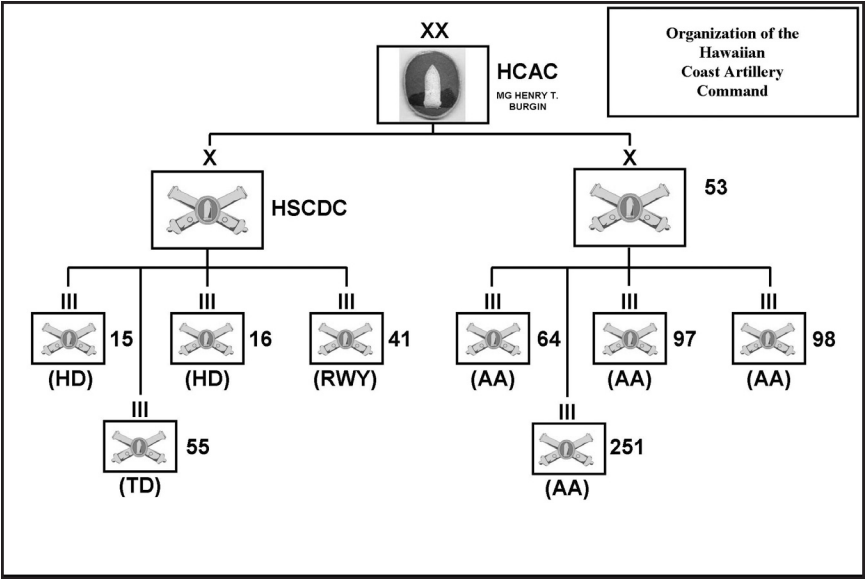 XX
Organization of the
Hawaiian
Coast Artillery
Command
HCAC
MG HENRY T.
BURGIN
X
X
HSCDC
53
III
III
III
III
III
III
15
16
41
64
97
98
(HD)
(HD)
(RWY)
(AA)
(AA)
(AA)
III
III
55
251
(TD)
(AA)